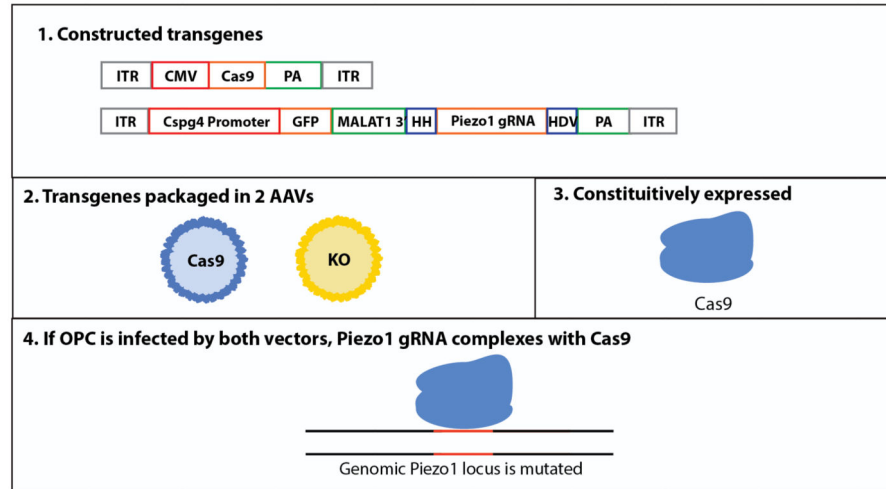 1. Constructed transgenes
ITR CMV Cas9 PA ITR
ITR Cspg4 Promoter GFP MALAT1 3' HH Piezo1 gRNA HDV PA ITR
2. Transgenes packaged in 2 AAVs
Cas9 KO
3. Constituitively expressed
Cas9
4. If OPC is infected by both vectors, Piezo1 gRNA complexes with Cas9
Genomic Piezo1 locus is mutated